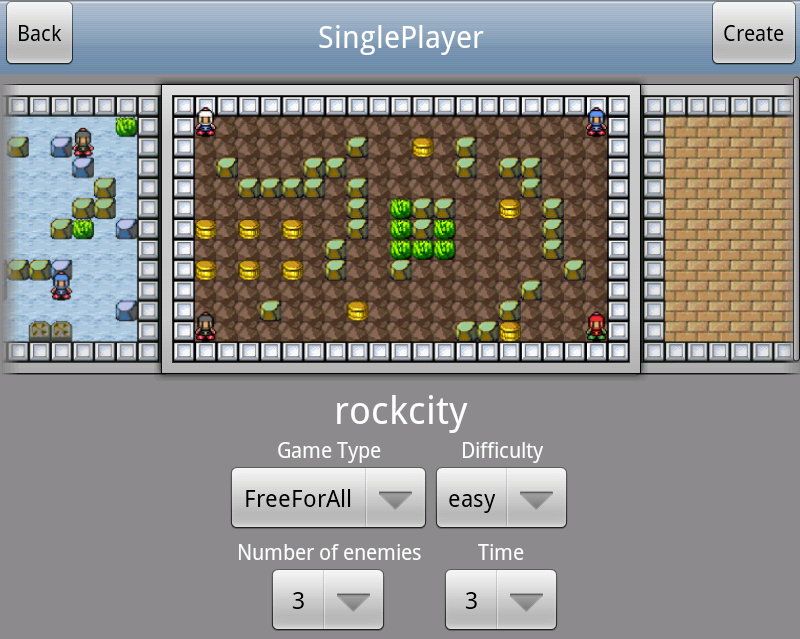 Back
SinglePlayer
Create
rockcity
Game Type
Difficulty
FreeForAll
easy
Number of enemies
Time
3
3